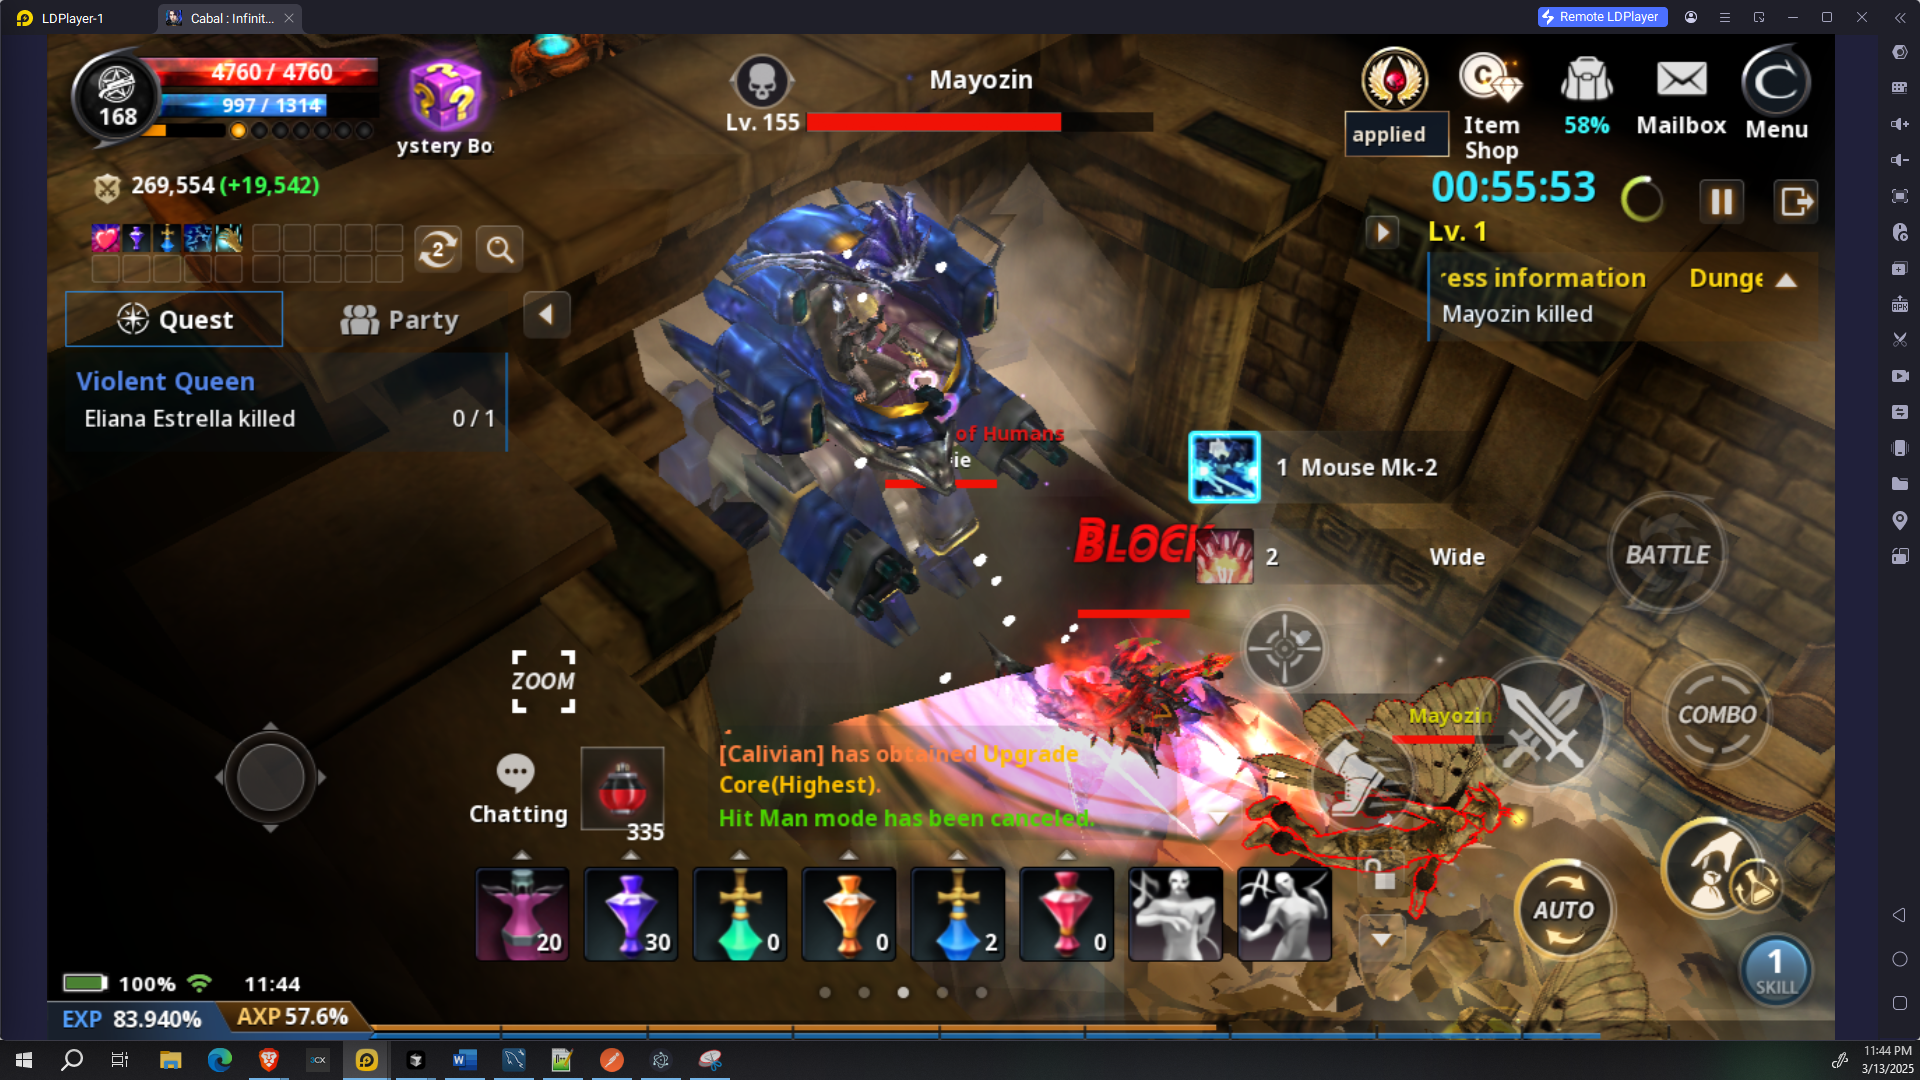 LDPlayer-1
Cabal : Infinit...
Remote LDPlayer
4760 / 4760
997 / 1314
168
ystery Bo
269,554 (+19,542)
2
Quest
Party
Violent Queen
Eliana Estrella killed 0 / 1
Mayozin
Lv. 155
applied
Item Shop
58%
Mailbox
Menu
00:55:53
Lv. 1
ress information Dunge
Mayozin killed
of Humans
ie
1 Mouse Mk-2
BLOCK
2 Wide
BATTLE
COMBO
Mayozin
ZOOM
Chatting
335
[Calivian] has obtained Upgrade
Core(Highest).
Hit Man mode has been canceled.
20
30
0
0
2
0
AUTO
1
SKILL
100%
11:44
EXP 83.940%
AXP 57.6%
3CX
11:44 PM
3/13/2025